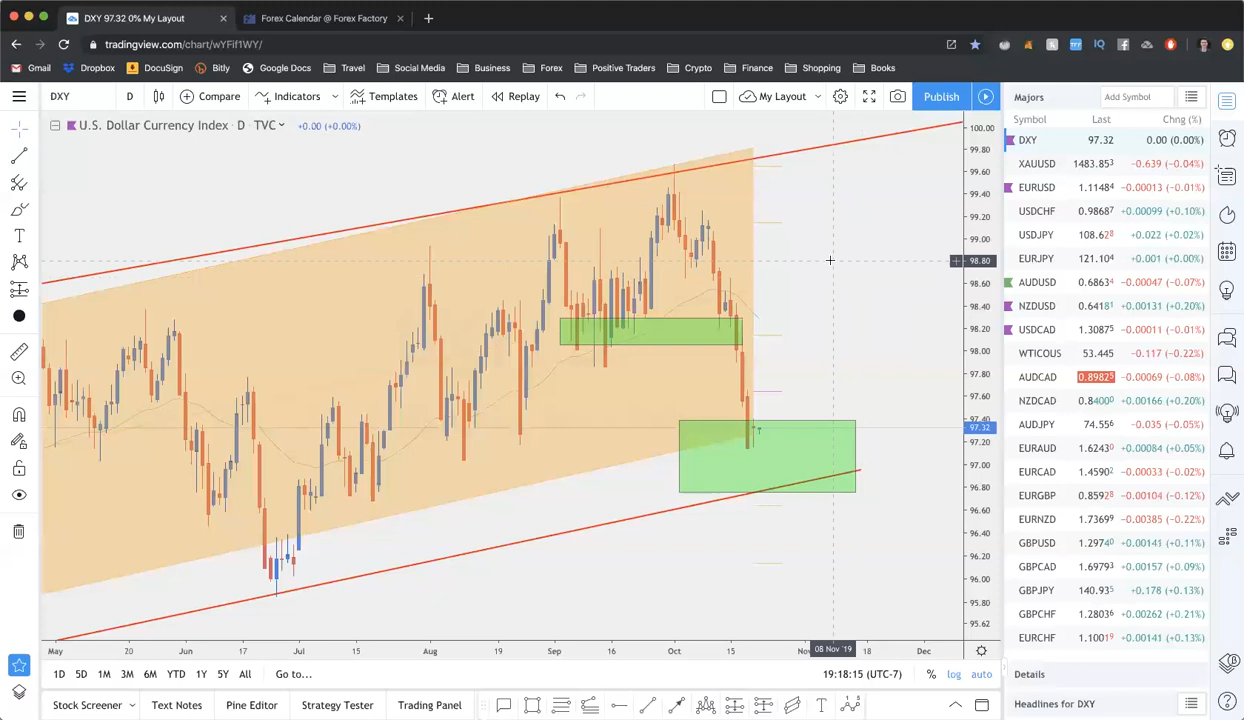 DXY 97.32 0% My Layout
Forex Calendar @ Forex Factory
tradingview.com/chart/wYFif1WY/
Gmail Dropbox DocuSign Bitly Google Docs Travel Social Media Business Forex Positive Traders Crypto Finance Shopping Books
DXY D Compare Indicators Templates Alert Replay My Layout Publish
Majors Add Symbol
Symbol Last Chng (%)
U.S. Dollar Currency Index · D · TVC +0.00 (+0.00%)
DXY 97.32 0.00 (0.00%)
XAUUSD 1483.853 -0.639 (-0.04%)
EURUSD 1.11484 -0.00013 (-0.01%)
USDCHF 0.98687 +0.00099 (+0.10%)
USDJPY 108.628 +0.022 (+0.02%)
EURJPY 121.104 +0.001 (+0.00%)
AUDUSD 0.68634 -0.00047 (-0.07%)
NZDUSD 0.64181 +0.00131 (+0.20%)
USDCAD 1.30875 -0.00011 (-0.01%)
WTICOUS 53.445 -0.117 (-0.22%)
AUDCAD 0.89825 -0.00069 (-0.08%)
NZDCAD 0.84000 +0.00166 (+0.20%)
AUDJPY 74.556 -0.035 (-0.05%)
EURAUD 1.62430 +0.00084 (+0.05%)
EURCAD 1.45902 -0.00033 (-0.02%)
EURGBP 0.85928 -0.00104 (-0.12%)
EURNZD 1.73699 -0.00385 (-0.22%)
GBPUSD 1.29740 +0.00141 (+0.11%)
GBPCAD 1.69793 +0.00157 (+0.09%)
GBPJPY 140.935 +0.178 (+0.13%)
GBPCHF 1.28036 +0.00262 (+0.21%)
EURCHF 1.10019 +0.00141 (+0.13%)
Details
Headlines for DXY
100.00
99.80
99.60
99.40
99.20
99.00
98.80
98.60
98.40
98.20
98.00
97.80
97.60
97.40
97.32
97.20
97.00
96.80
96.60
96.40
96.20
96.00
95.80
95.62
May 20 Jun 17 Jul 15 Aug 15 Sep 16 Oct 15 08 Nov '19 18 Dec
1D 5D 1M 3M 6M YTD 1Y 5Y All Go to... 19:18:15 (UTC-7) % log auto
Stock Screener Text Notes Pine Editor Strategy Tester Trading Panel